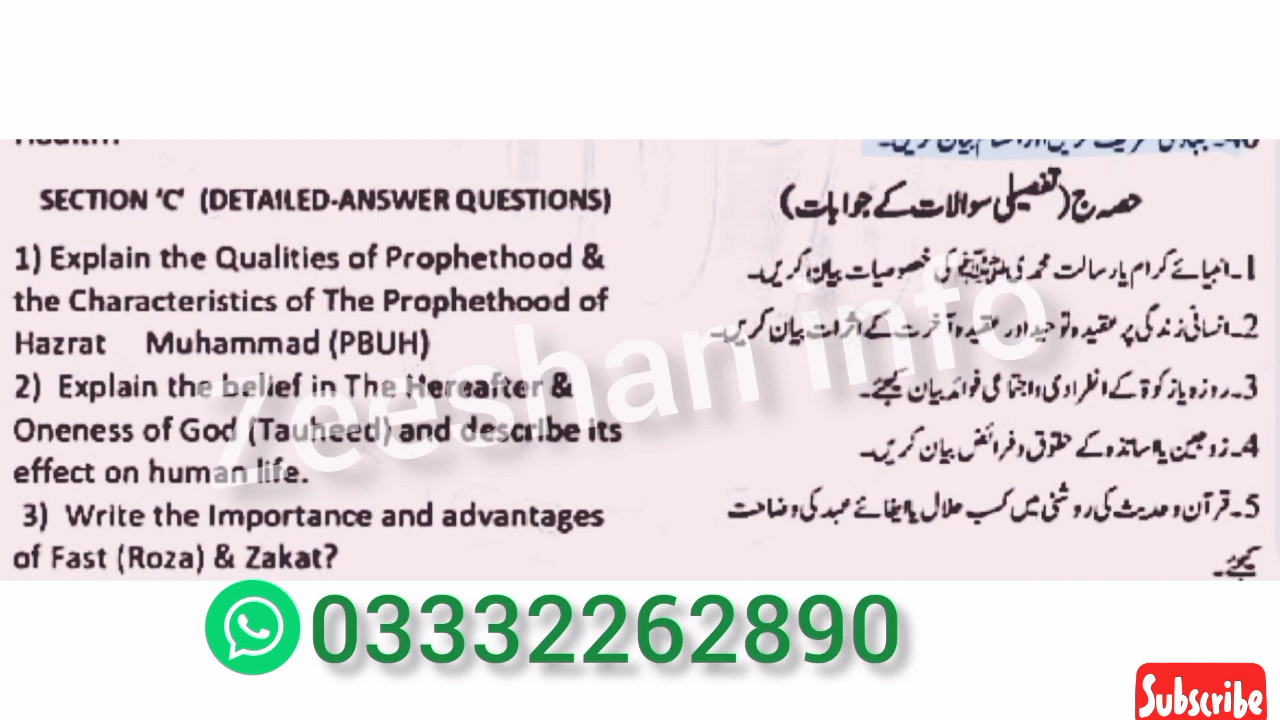 SECTION ‘C’ (DETAILED-ANSWER QUESTIONS)
1) Explain the Qualities of Prophethood &
the Characteristics of The Prophethood of
Hazrat Muhammad (PBUH)
2) Explain the belief in The Hereafter &
Oneness of God (Tauheed) and describe its
effect on human life.
3) Write the Importance and advantages
of Fast (Roza) & Zakat?
حصہ ج (تفصیلی سوالات کے جوابات)
1۔ انبیائے کرام یا رسالت محمدیﷺ کی خصوصیات بیان کریں۔
2۔ انسانی زندگی پر عقیدہ توحید اور عقیدہ آخرت کے اثرات بیان کریں۔
3۔ روزہ یا زکوۃ کے انفرادی و اجتماعی فوائد بیان کیجئے۔
4۔ زوجین یا اساتذہ کے حقوق و فرائض بیان کریں۔
5۔ قرآن و حدیث کی روشنی میں کسب حلال یا ایفائے عہد کی وضاحت
کیجئے۔
Zeeshan info
03332262890
Subscribe